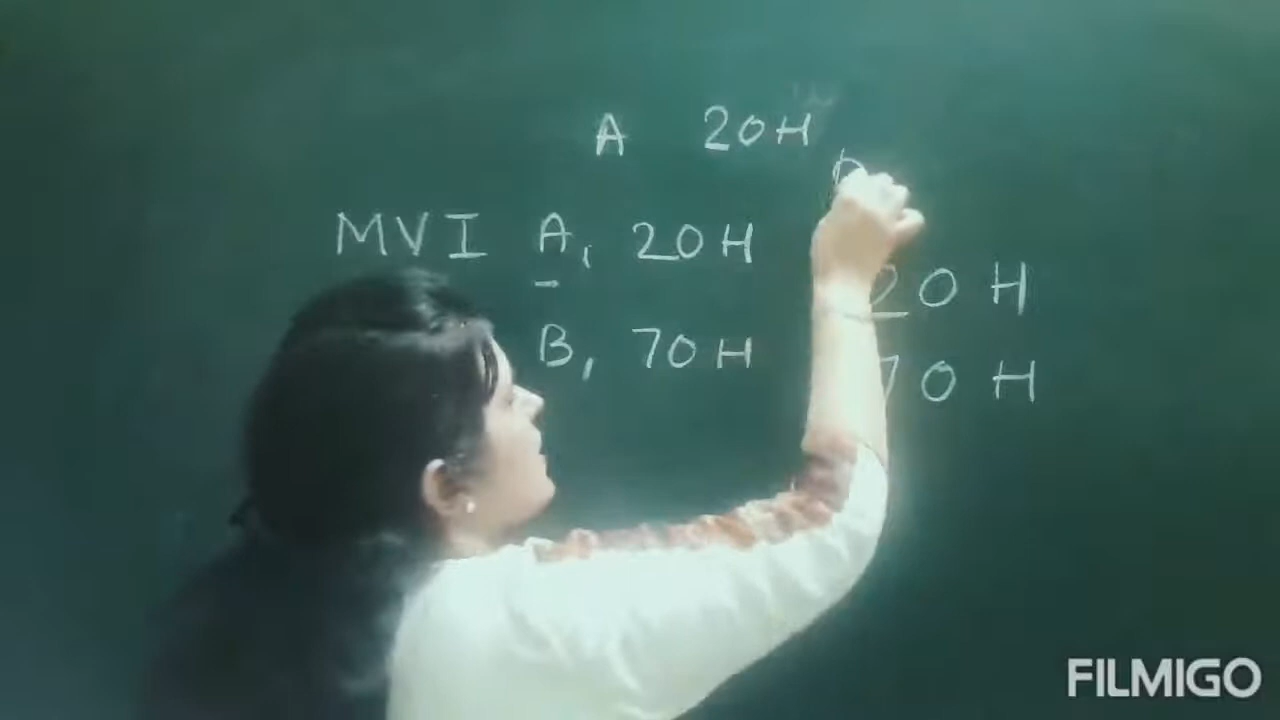 A 20H
MVI A, 20H
20 H
B, 70H
70 H
FILMIGO